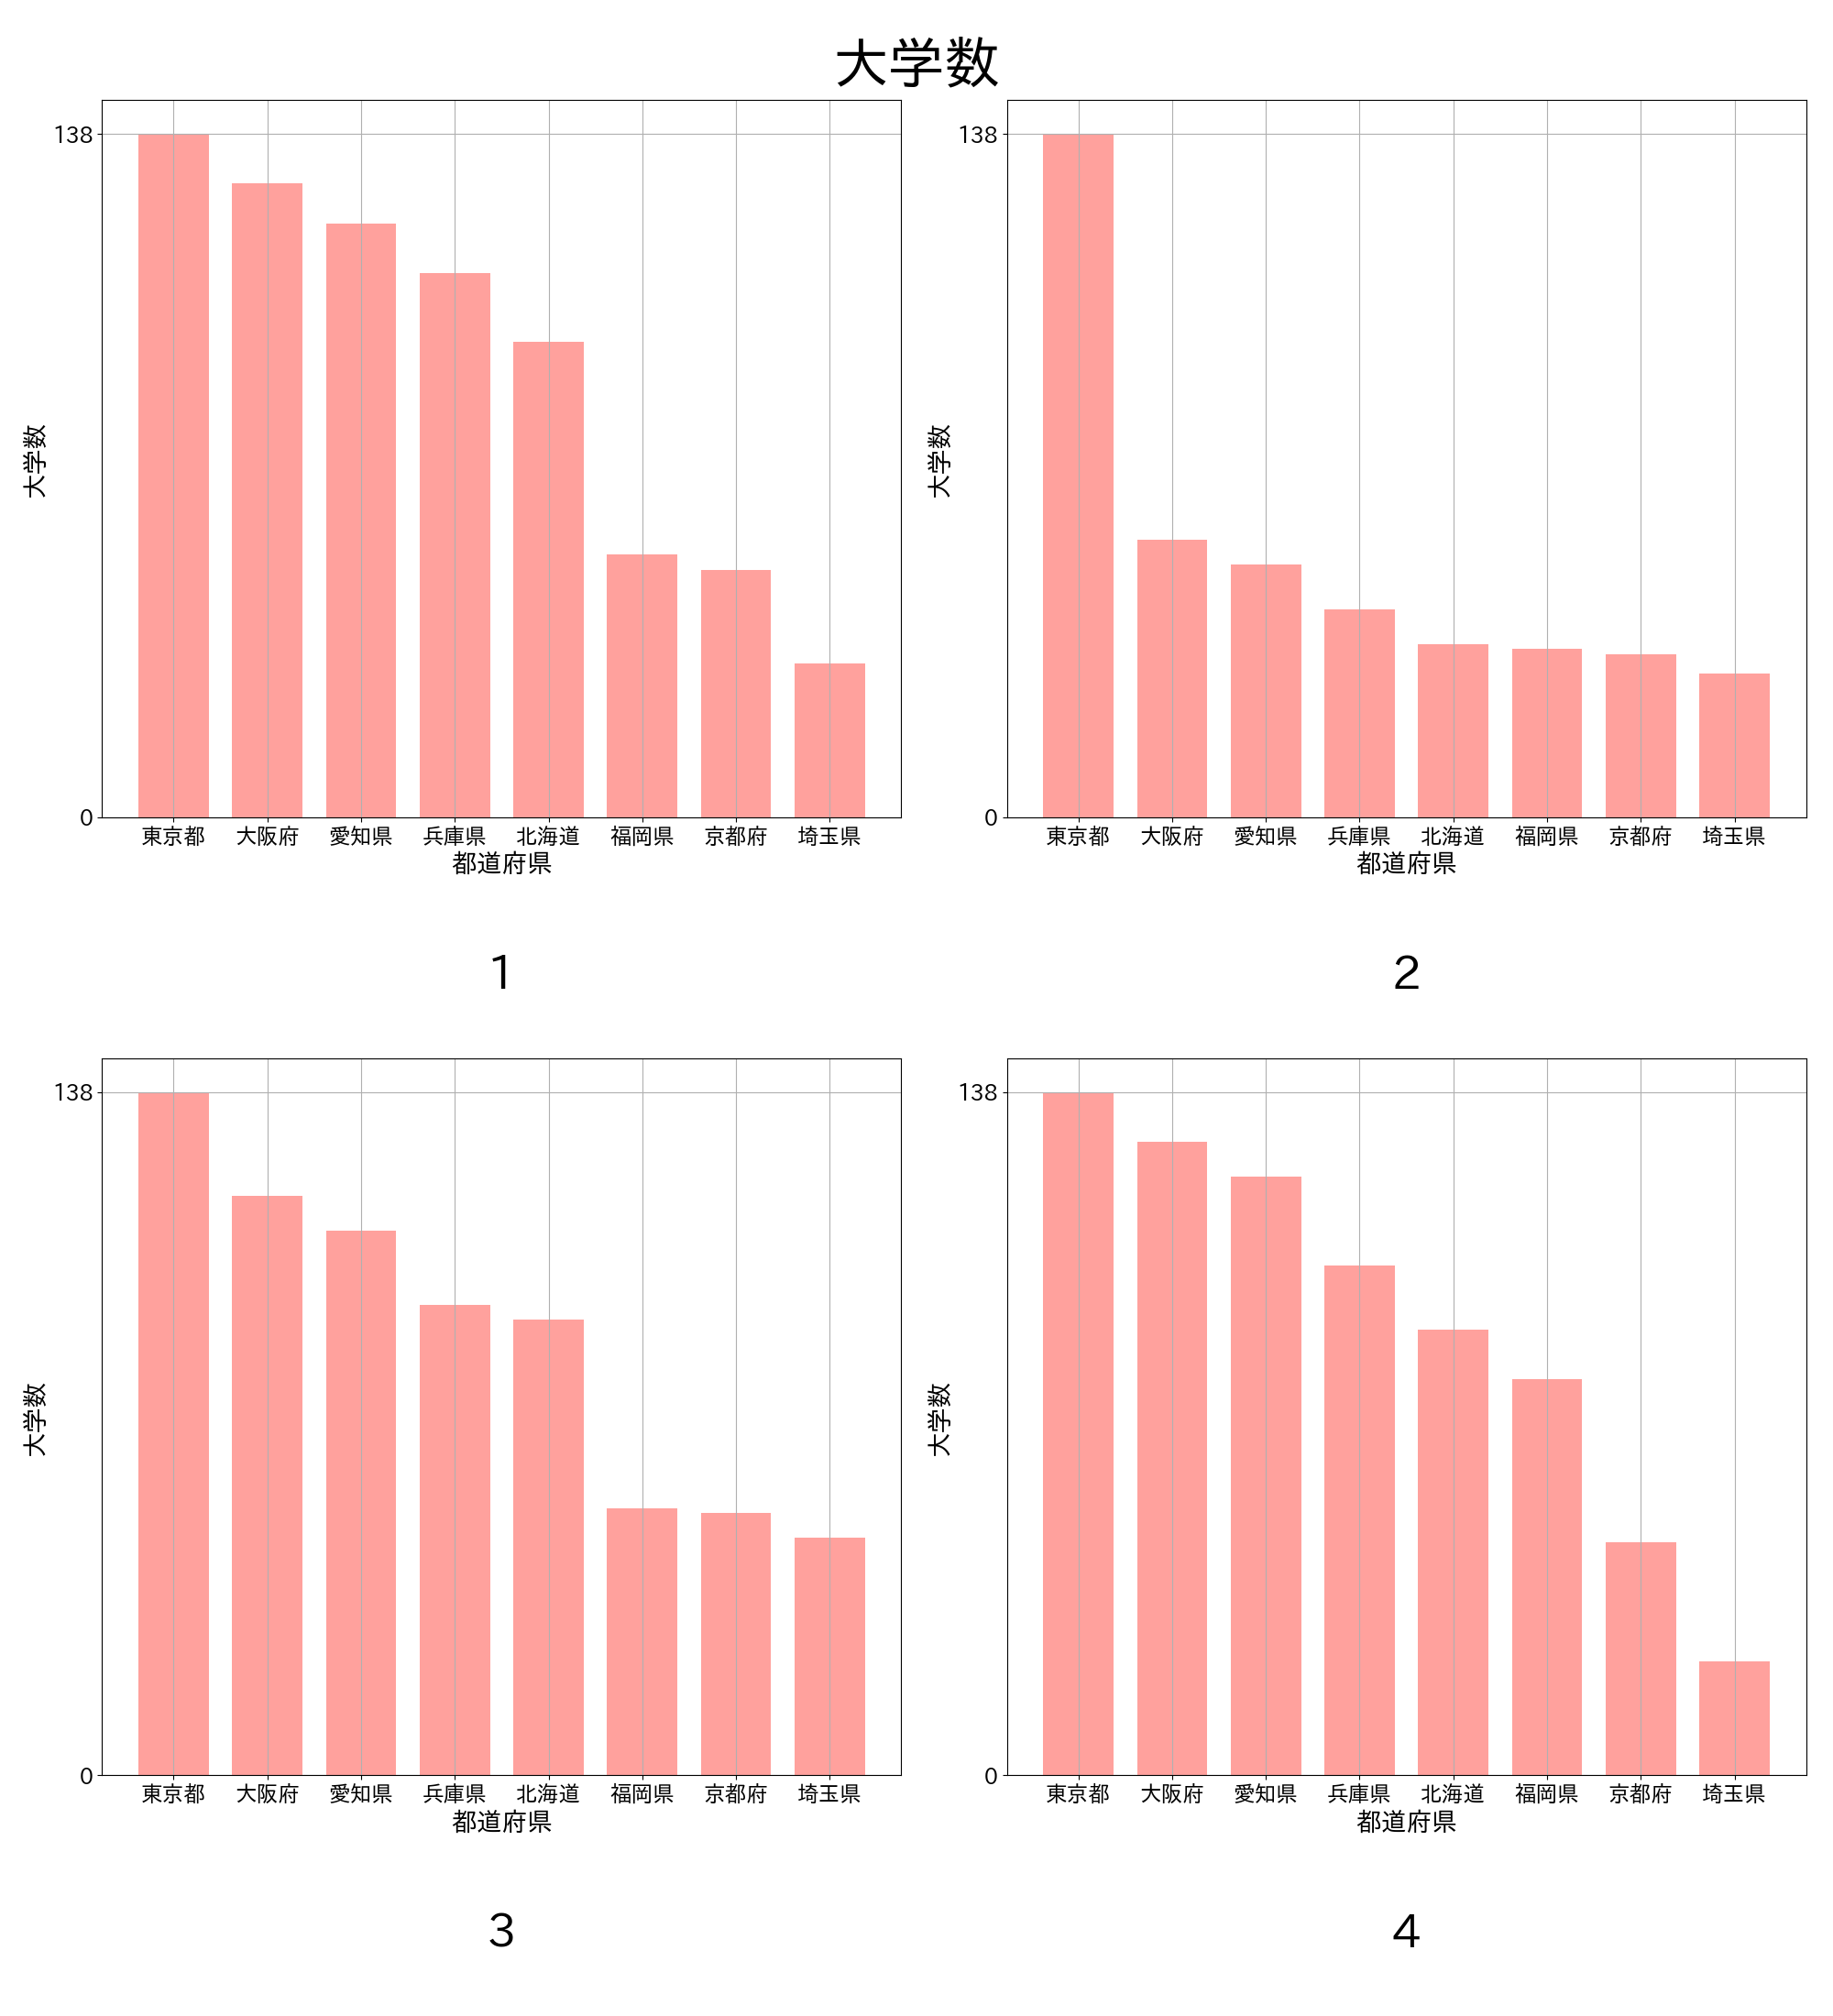 大学数
138
0
大学数
東京都 大阪府 愛知県 兵庫県 北海道 福岡県 京都府 埼玉県
都道府県
1
138
0
大学数
東京都 大阪府 愛知県 兵庫県 北海道 福岡県 京都府 埼玉県
都道府県
2
138
0
大学数
東京都 大阪府 愛知県 兵庫県 北海道 福岡県 京都府 埼玉県
都道府県
3
138
0
大学数
東京都 大阪府 愛知県 兵庫県 北海道 福岡県 京都府 埼玉県
都道府県
4